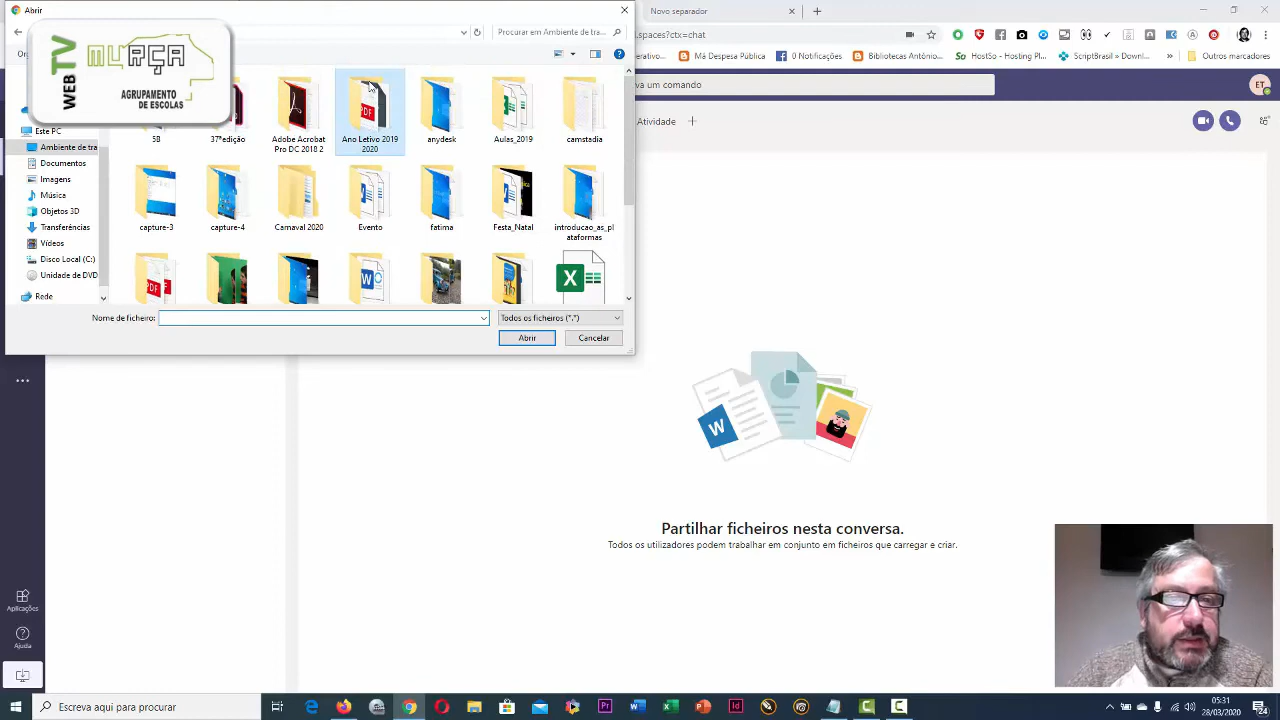 Abrir
Novo separador
Procurar em Ambiente de tra...
.spaces?ctx=chat
WEB TV
MURÇA
AGRUPAMENTO
DE ESCOLAS
Má Despesa Pública
0 Notificações
Bibliotecas Antônio...
HostSo - Hosting Pl...
ScriptBrasil » Downl...
Outros marcadores
va um comando
ET
Atividade
Este PC
Ambiente de tra
Documentos
Imagens
Música
Objetos 3D
Transferências
Vídeos
Disco Local (C:)
Unidade de DVD
Rede
5B
37ªedição
Adobe Acrobat
Pro DC 2018 2
Ano Letivo 2019
2020
anydesk
Aulas_2019
camstadia
capture-3
capture-4
Carnaval 2020
Evento
fatima
Festa_Natal
introducao_as_pl
ataformas
Nome de ficheiro:
Todos os ficheiros (*.*)
Abrir
Cancelar
Partilhar ficheiros nesta conversa.
Todos os utilizadores podem trabalhar em conjunto em ficheiros que carregar e criar.
Aplicações
Ajuda
Escreva aqui para procurar
05:31
28/03/2020
24